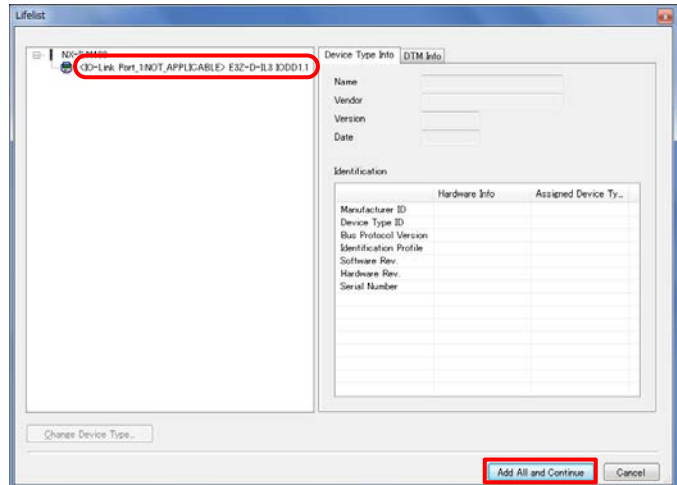 Lifelist
<IO-Link Port_1:NOT_APPLICABLE> E3Z-D-IL3 IODD1.1
Device Type Info
DTM Info
Name
Vendor
Version
Date
Identification
Hardware Info
Assigned Device Ty...
Manufacturer ID
Device Type ID
Bus Protocol Version
Identification Profile
Software Rev.
Hardware Rev.
Serial Number
Change Device Type...
Add All and Continue
Cancel